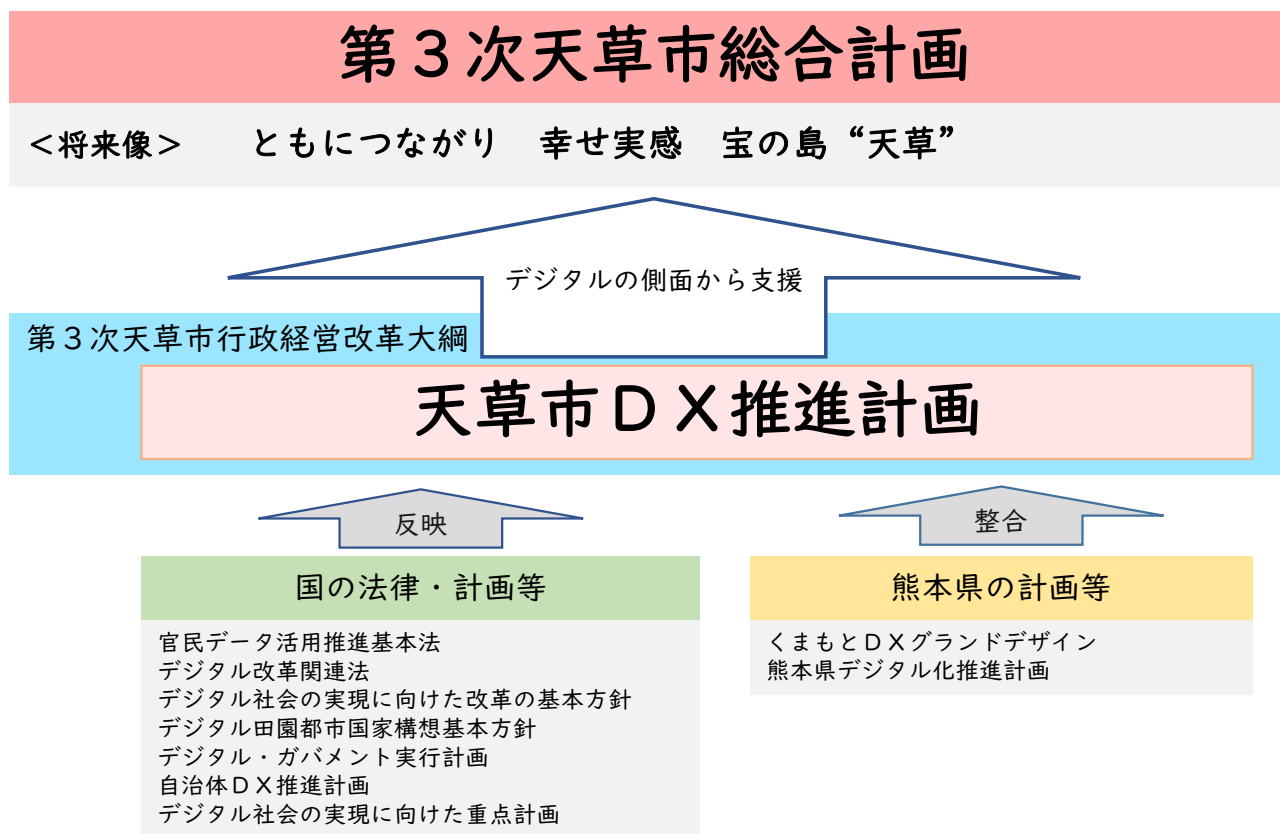 第３次天草市総合計画
＜将来像＞　ともにつながり　幸せ実感　宝の島“天草”
デジタルの側面から支援
第３次天草市行政経営改革大綱
天草市ＤＸ推進計画
反映
整合
国の法律・計画等
官民データ活用推進基本法
デジタル改革関連法
デジタル社会の実現に向けた改革の基本方針
デジタル田園都市国家構想基本方針
デジタル・ガバメント実行計画
自治体ＤＸ推進計画
デジタル社会の実現に向けた重点計画
熊本県の計画等
くまもとＤＸグランドデザイン
熊本県デジタル化推進計画